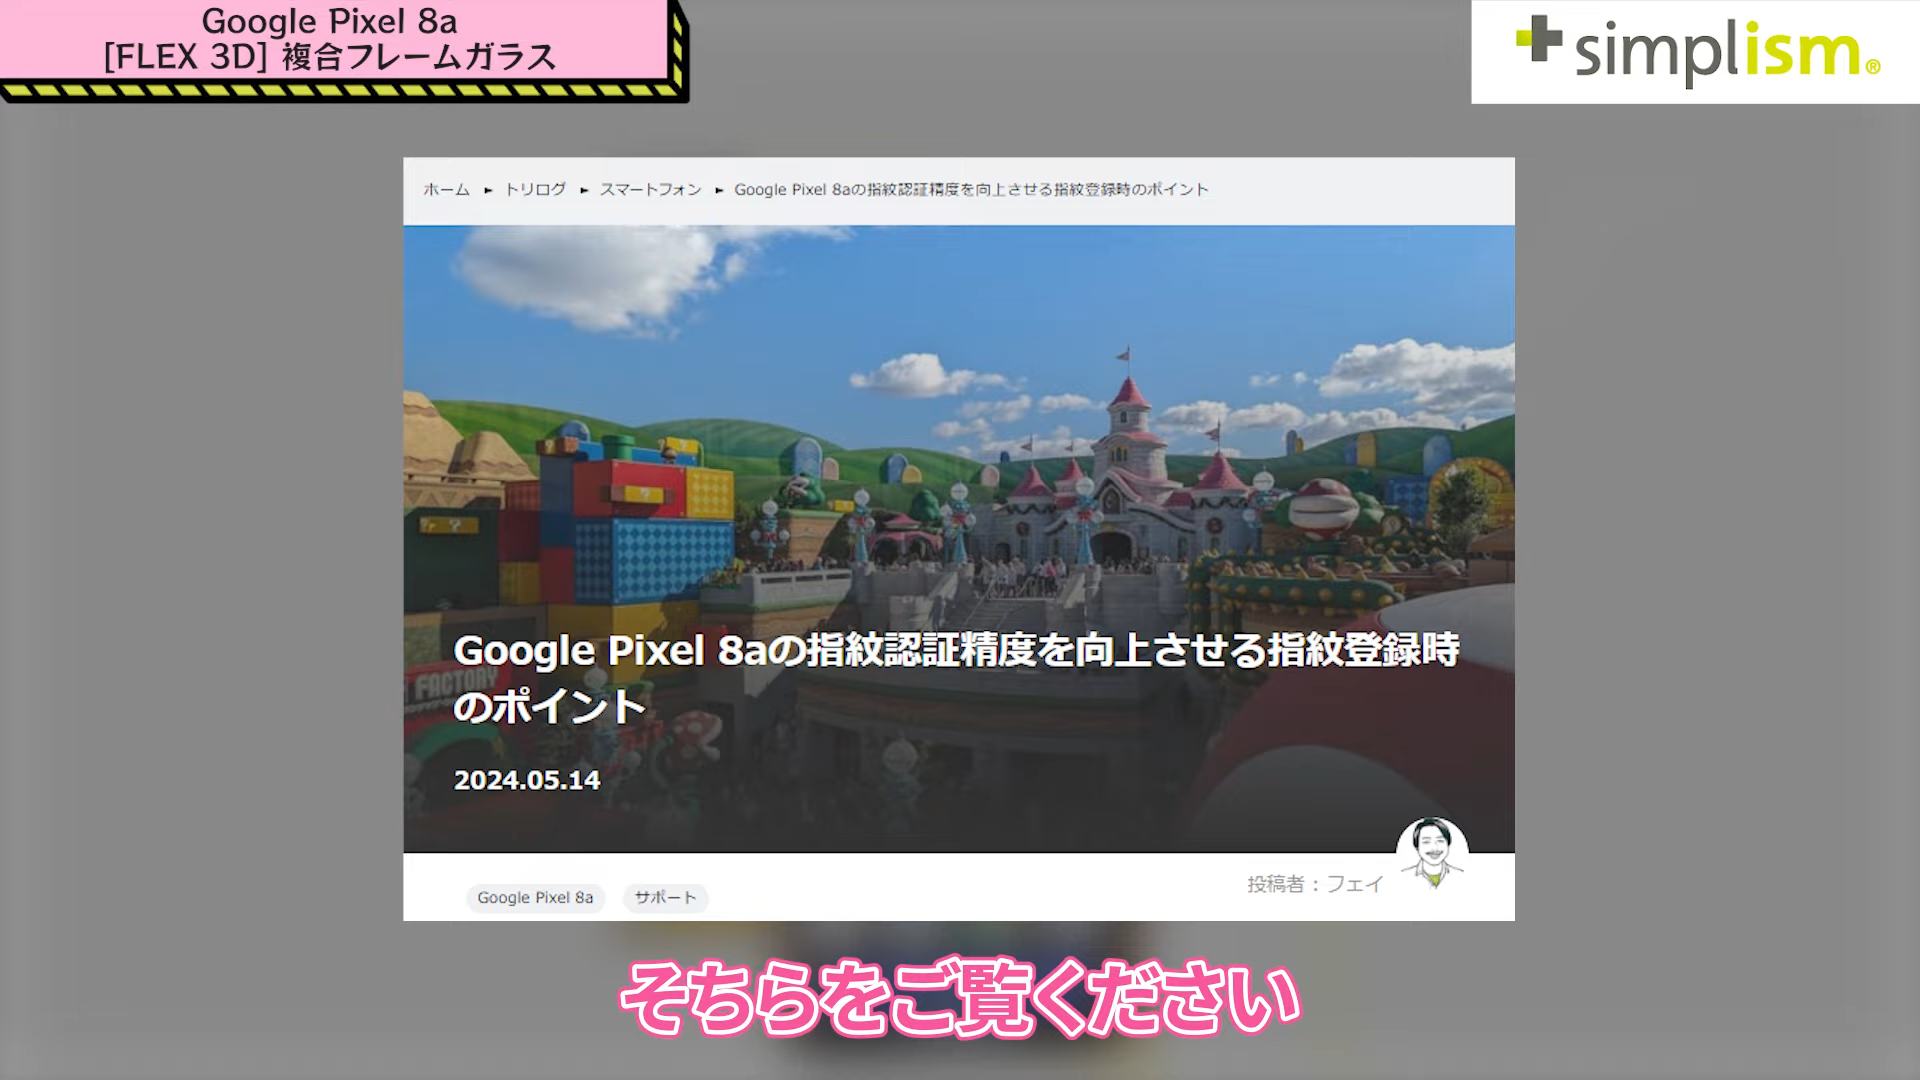 Google Pixel 8a
[FLEX 3D] 複合フレームガラス
simplism®
ホーム ► トリログ ► スマートフォン ► Google Pixel 8aの指紋認証精度を向上させる指紋登録時のポイント
FACTORY
Google Pixel 8aの指紋認証精度を向上させる指紋登録時
のポイント
2024.05.14
投稿者：フェイ
Google Pixel 8a
サポート
そちらをご覧ください